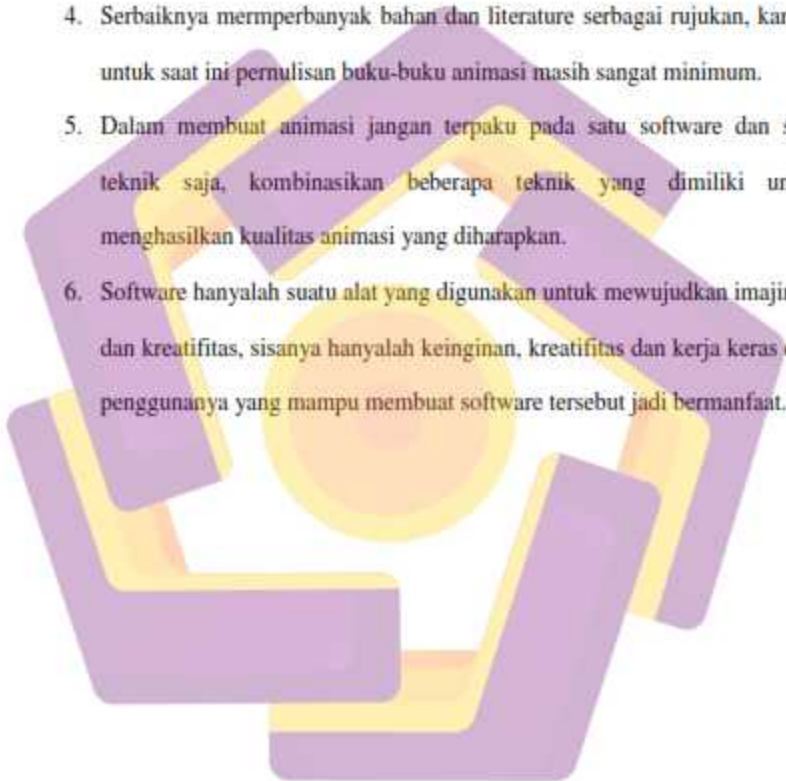 4. Serbaiknya mermperbanyak bahan dan literature serbagai rujukan,
untuk saat ini pernulisan buku-buku animasi masih sangat minimum.
5. Dalam membuat animasi jangan terpaku pada satu software dan
teknik saja, kombinasikan beberapa teknik yang dimiliki
menghasilkan kualitas animasi yang diharapkan.
6. Software hanyalah suatu alat yang digunakan untuk mewujudkan
dan kreatifitas, sisanya hanyalah keinginan, kreatifitas dan kerja keras
penggunanya yang mampu membuat software tersebut jadi bermanfaat.